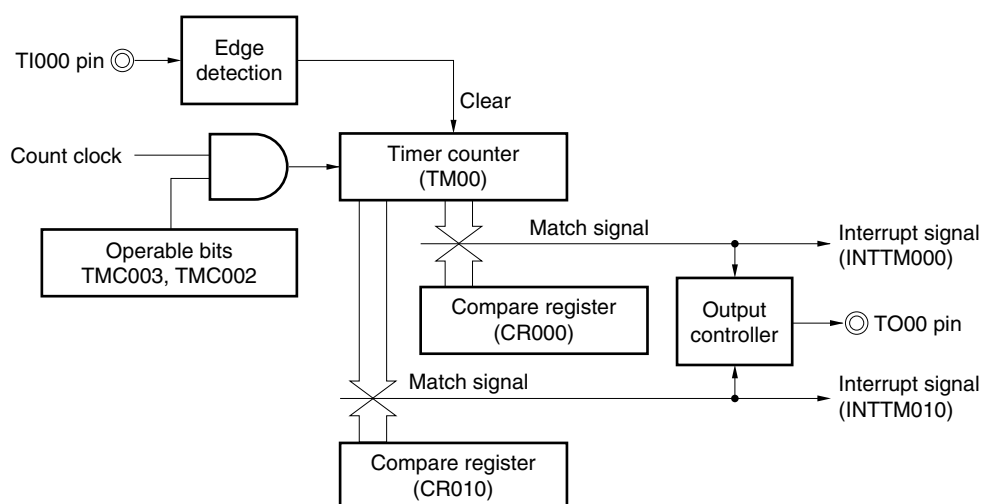 TI000 pin
Edge
detection
Clear
Count clock
Timer counter
(TM00)
Operable bits
TMC003, TMC002
Match signal
Interrupt signal
(INTTM000)
Compare register
(CR000)
Output
controller
TO00 pin
Match signal
Interrupt signal
(INTTM010)
Compare register
(CR010)